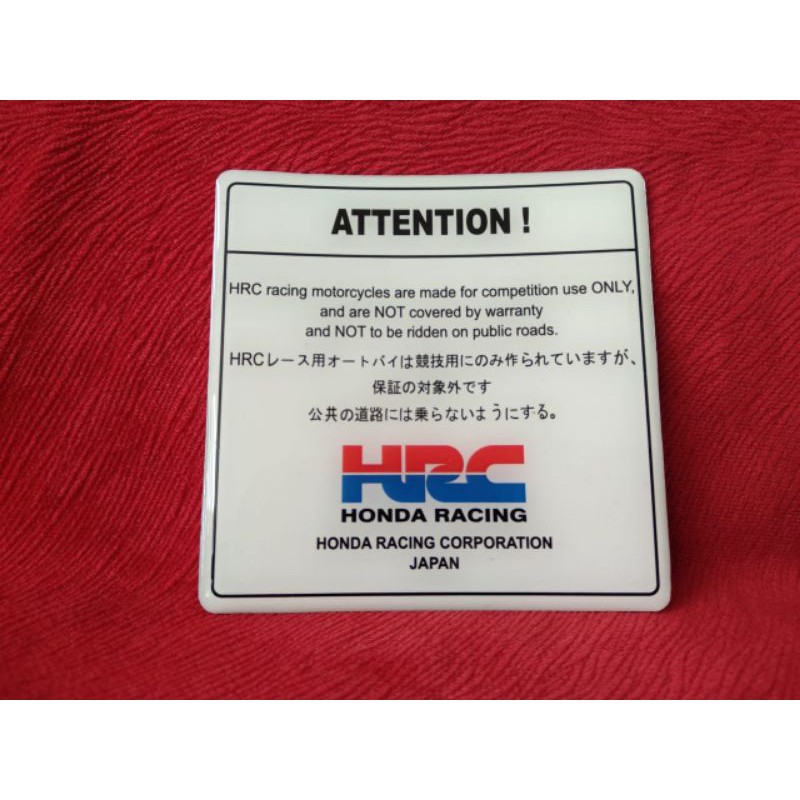 ATTENTION !
HRC racing motorcycles are made for competition use ONLY,
and are NOT covered by warranty
and NOT to be ridden on public roads.
HRCレース用オートバイは競技用にのみ作られていますが、
保証の対象外です
公共の道路には乗らないようにする。
HRC
HONDA RACING
HONDA RACING CORPORATION
JAPAN